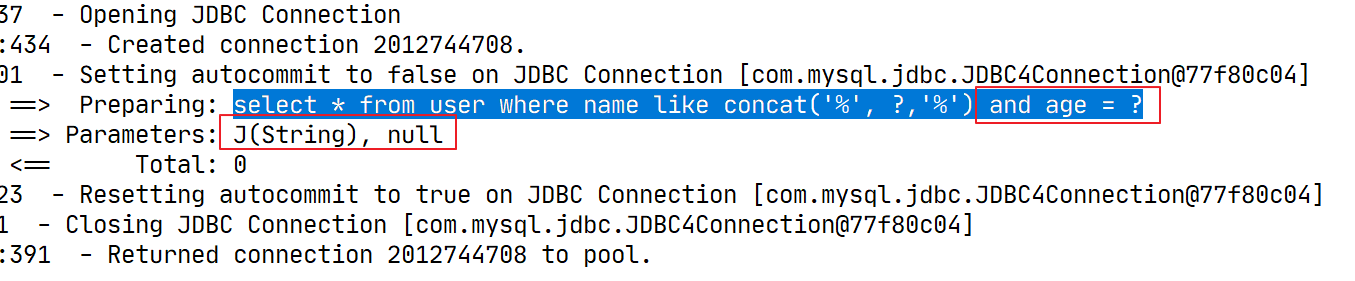 37  - Opening JDBC Connection
:434  - Created connection 2012744708.
01  - Setting autocommit to false on JDBC Connection [com.mysql.jdbc.JDBC4Connection@77f80c04]
==>  Preparing: select * from user where name like concat('%', ?,'%') and age = ?
==> Parameters: J(String), null
<==      Total: 0
23  - Resetting autocommit to true on JDBC Connection [com.mysql.jdbc.JDBC4Connection@77f80c04]
1  - Closing JDBC Connection [com.mysql.jdbc.JDBC4Connection@77f80c04]
:391  - Returned connection 2012744708 to pool.